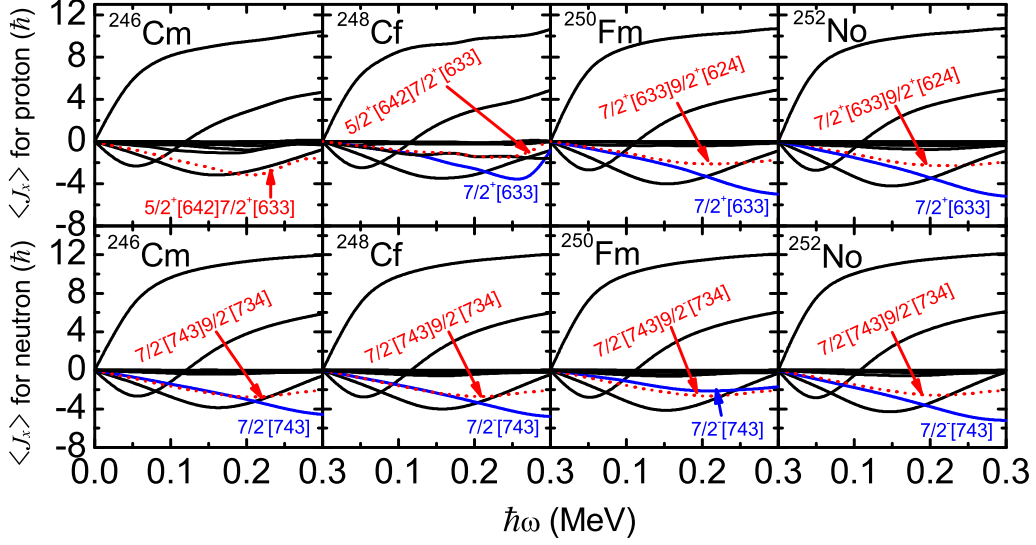 <J_x> for proton (ħ)
12
8
4
0
-4
-8
²⁴⁶Cm
5/2⁺[642]7/2⁺[633]
²⁴⁸Cf
5/2⁺[642]7/2⁺[633]
7/2⁺[633]
²⁵⁰Fm
7/2⁺[633]9/2⁺[624]
7/2⁺[633]
²⁵²No
7/2⁺[633]9/2⁺[624]
7/2⁺[633]
<J_x> for neutron (ħ)
12
8
4
0
-4
-8
²⁴⁶Cm
7/2⁻[743]9/2⁻[734]
7/2⁻[743]
²⁴⁸Cf
7/2⁻[743]9/2⁻[734]
7/2⁻[743]
²⁵⁰Fm
7/2⁻[743]9/2⁻[734]
7/2⁻[743]
²⁵²No
7/2⁻[743]9/2⁻[734]
7/2⁻[743]
0.0 0.1 0.2 0.3 0.1 0.2 0.3 0.1 0.2 0.3 0.1 0.2 0.3
ħω (MeV)